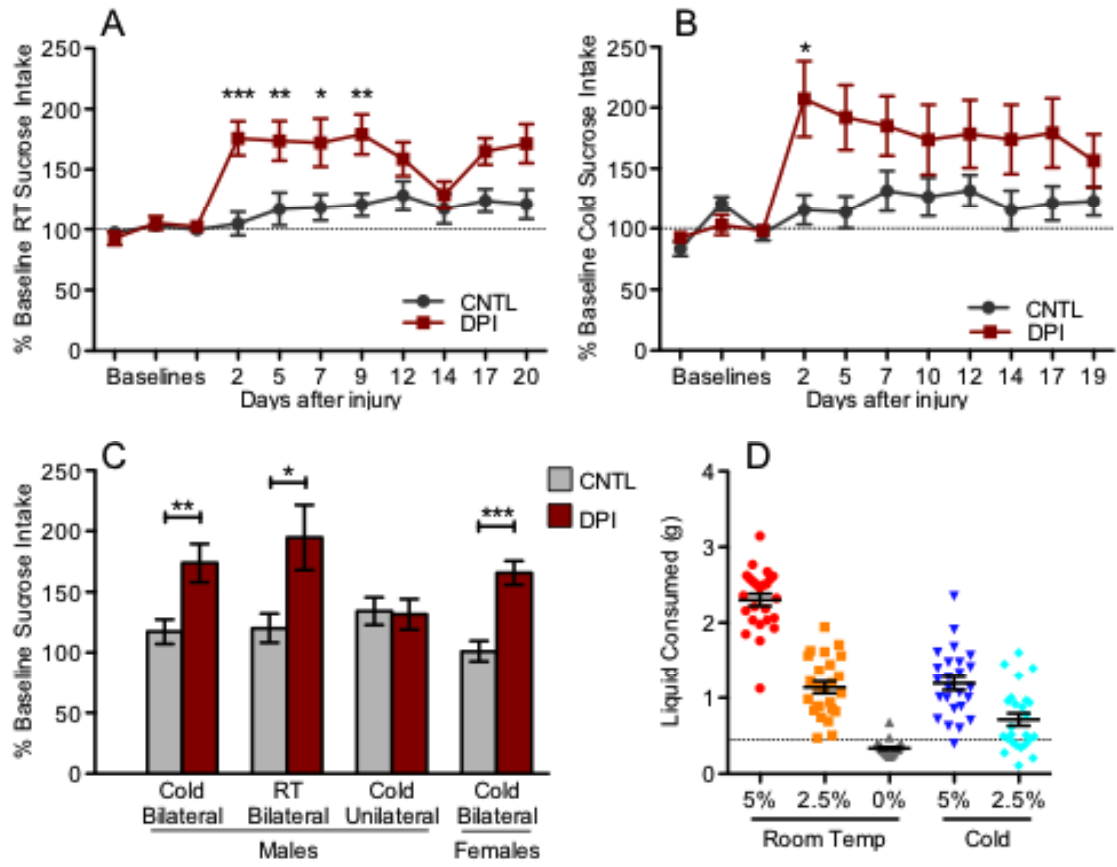 A
% Baseline RT Sucrose Intake
250
200
150
100
50
0
*** ** * **
CNTL
DPI
Baselines 2 5 7 9 12 14 17 20
Days after injury
B
% Baseline Cold Sucrose Intake
250
200
150
100
50
0
*
CNTL
DPI
Baselines 2 5 7 10 12 14 17 19
Days after injury
C
% Baseline Sucrose Intake
250
200
150
100
50
0
** * ***
CNTL
DPI
Cold RT Cold Cold
Bilateral Bilateral Unilateral Bilateral
Males Females
D
Liquid Consumed (g)
4
3
2
1
0
5% 2.5% 0% 5% 2.5%
Room Temp Cold